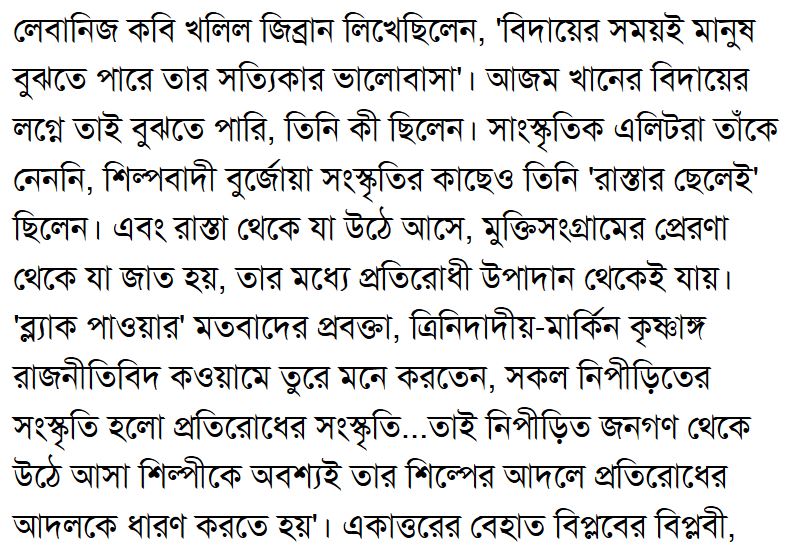 লেবানিজ কবি খলিল জিব্রান লিখেছিলেন, 'বিদায়ের সময়ই মানুষ
বুঝতে পারে তার সত্যিকার ভালোবাসা'। আজম খানের বিদায়ের
লগ্নে তাই বুঝতে পারি, তিনি কী ছিলেন। সাংস্কৃতিক এলিটরা তাঁকে
নেননি, শিল্পবাদী বুর্জোয়া সংস্কৃতির কাছেও তিনি 'রাস্তার ছেলেই'
ছিলেন। এবং রাস্তা থেকে যা উঠে আসে, মুক্তিসংগ্রামের প্রেরণা
থেকে যা জাত হয়, তার মধ্যে প্রতিরোধী উপাদান থেকেই যায়।
'ব্ল্যাক পাওয়ার' মতবাদের প্রবক্তা, ত্রিনিদাদীয়-মার্কিন কৃষ্ণাঙ্গ
রাজনীতিবিদ কওয়ামে তুরে মনে করতেন, সকল নিপীড়িতের
সংস্কৃতি হলো প্রতিরোধের সংস্কৃতি...তাই নিপীড়িত জনগণ থেকে
উঠে আসা শিল্পীকে অবশ্যই তার শিল্পের আদলে প্রতিরোধের
আদলকে ধারণ করতে হয়'। একাত্তরের বেহাত বিপ্লবের বিপ্লবী,